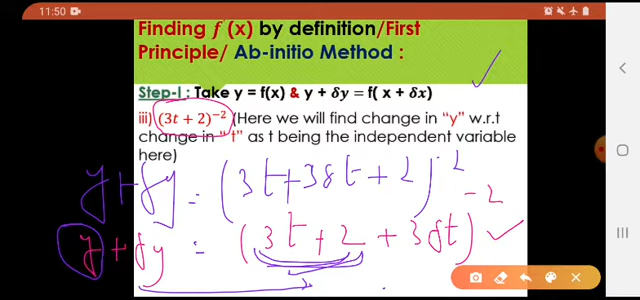 11:50
Finding f (x) by definition/First
Principle/ Ab-initio Method :
Step-I : Take y = f(x) & y + δy = f( x + δx)
iii) (3t + 2)⁻² (Here we will find change in "y" w.r.t
change in "t" as t being the independent variable
here)
y+δy = (3t+3δt+2)⁻²
y+δy = (3t+2+3δt)⁻²